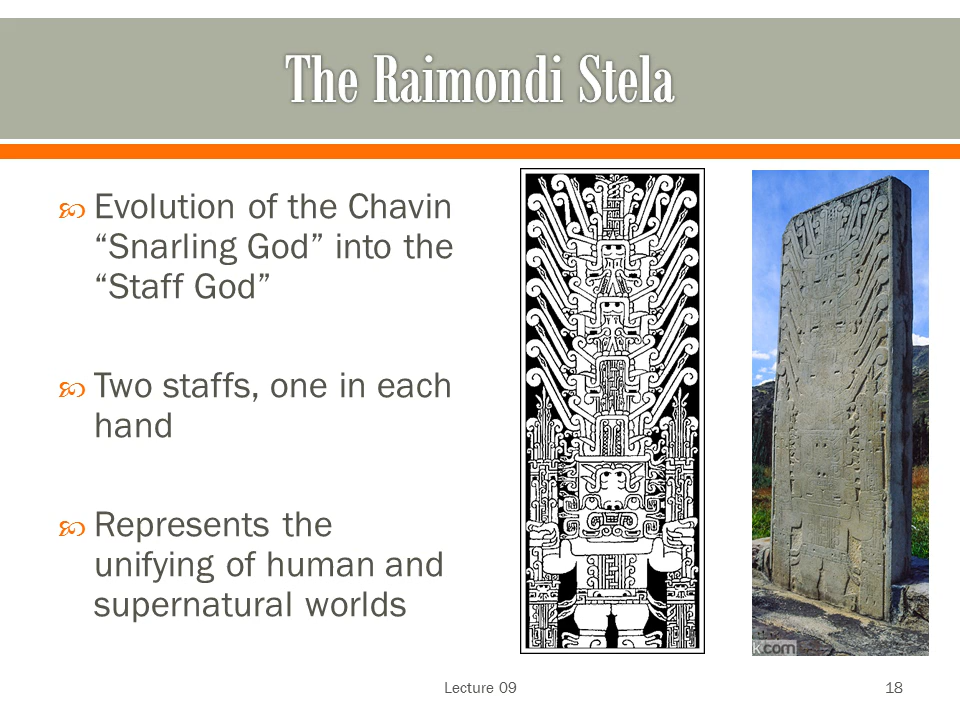 The Raimondi Stela
Evolution of the Chavin
“Snarling God” into the
“Staff God”
Two staffs, one in each
hand
Represents the
unifying of human and
supernatural worlds
k.com
Lecture 09
18